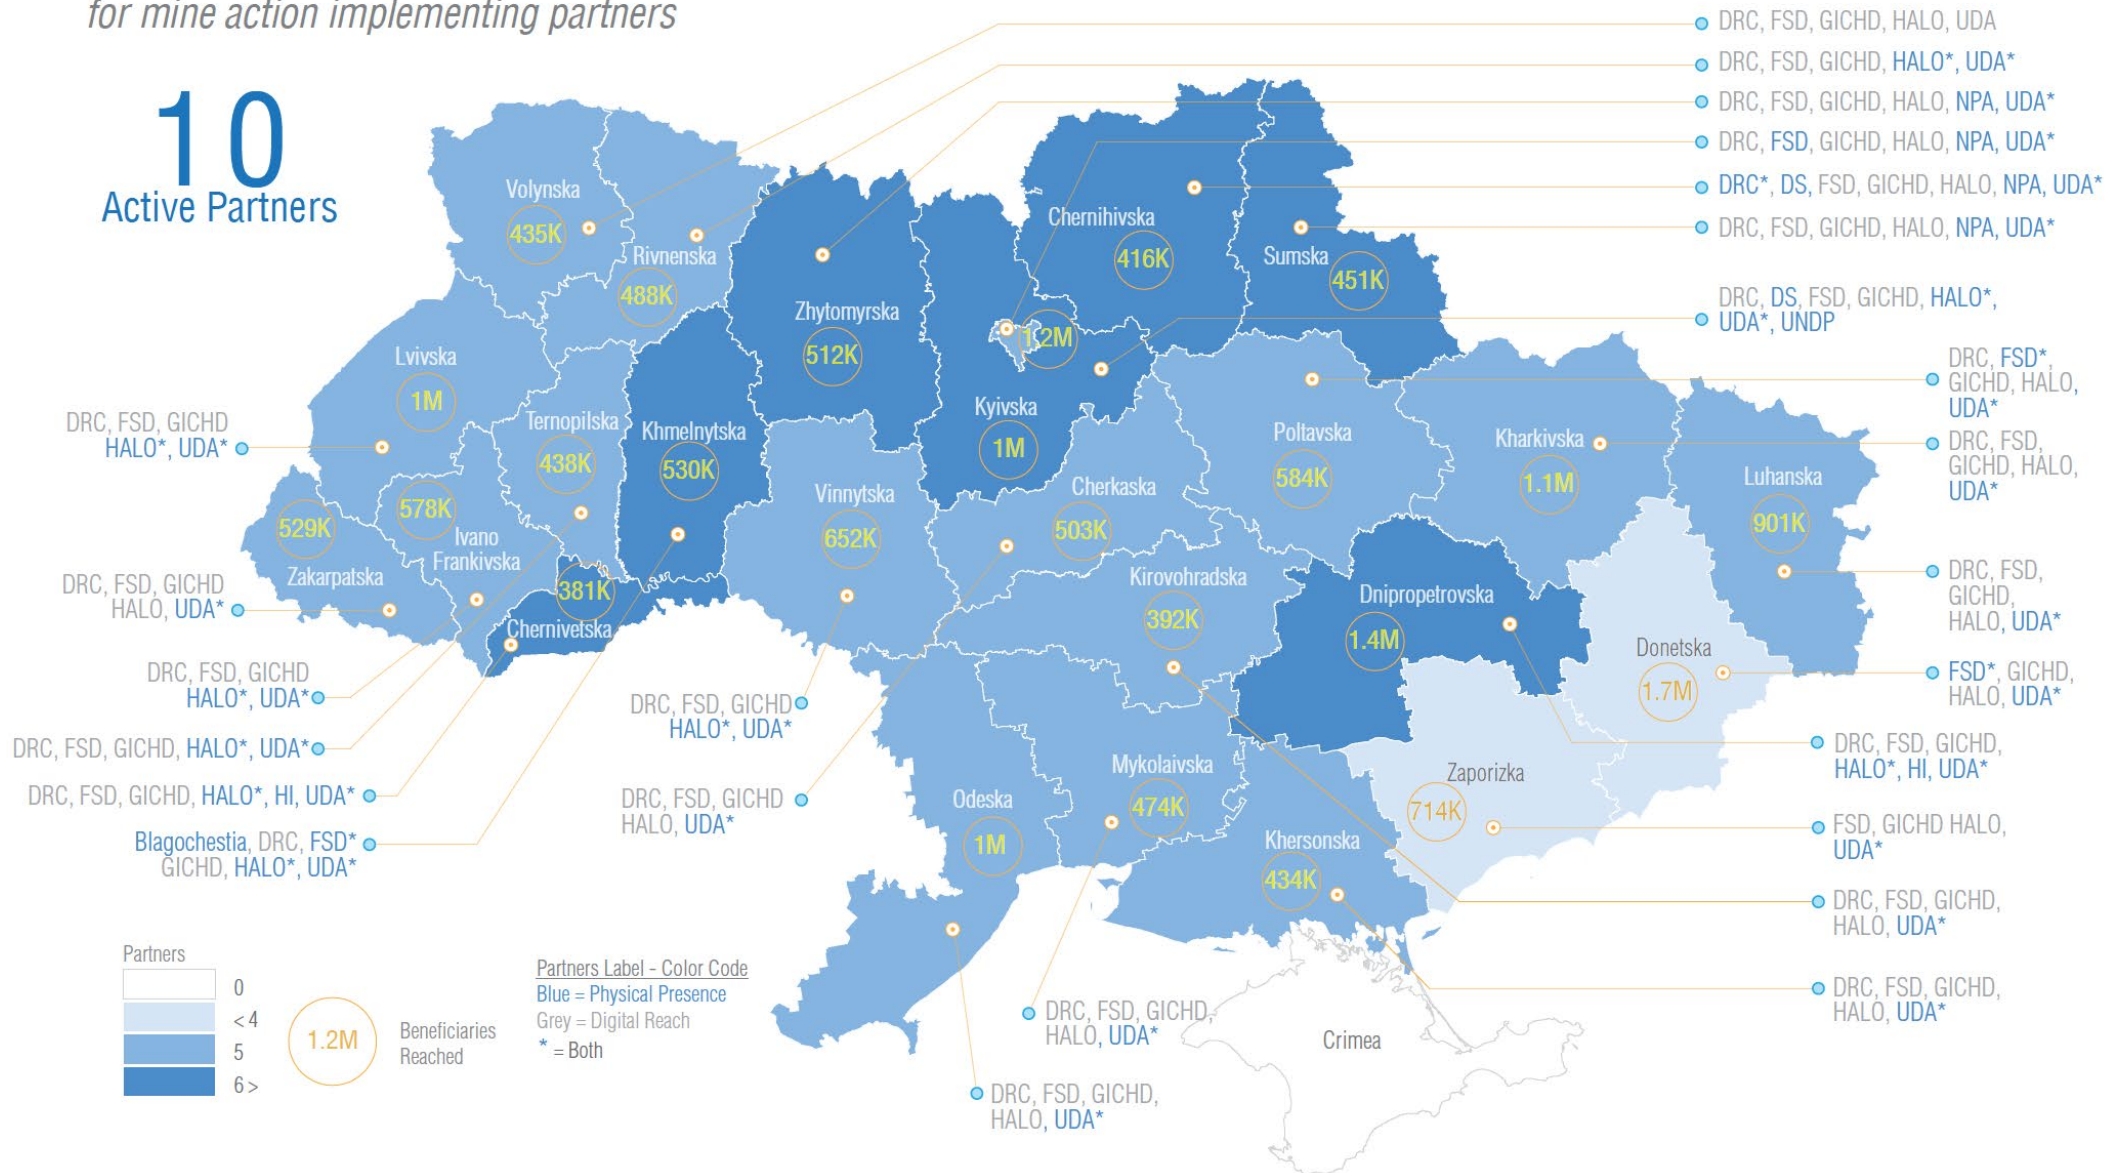 for mine action implementing partners
10
Active Partners
DRC, FSD, GICHD, HALO, UDA
DRC, FSD, GICHD, HALO*, UDA*
DRC, FSD, GICHD, HALO, NPA, UDA*
DRC, FSD, GICHD, HALO, NPA, UDA*
DRC*, DS, FSD, GICHD, HALO, NPA, UDA*
DRC, FSD, GICHD, HALO, NPA, UDA*
DRC, DS, FSD, GICHD, HALO*,
UDA*, UNDP
DRC, FSD*,
GICHD, HALO,
UDA*
DRC, FSD,
GICHD, HALO,
UDA*
DRC, FSD,
GICHD,
HALO, UDA*
FSD*, GICHD,
HALO, UDA*
DRC, FSD, GICHD,
HALO*, HI, UDA*
FSD, GICHD HALO,
UDA*
DRC, FSD, GICHD,
HALO, UDA*
DRC, FSD, GICHD,
HALO, UDA*
Volynska
435K
Rivnenska
488K
Zhytomyrska
512K
Chernihivska
416K
Sumska
451K
1.2M
Kyivska
1M
Lvivska
1M
Ternopilska
438K
Khmelnytska
530K
Vinnytska
652K
Cherkaska
503K
Poltavska
584K
Kharkivska
1.1M
Luhanska
901K
529K
Zakarpatska
578K
Ivano
Frankivska
381K
Chernivetska
Kirovohradska
392K
Dnipropetrovska
1.4M
Donetska
1.7M
Zaporizka
714K
Odeska
1M
Mykolaivska
474K
Khersonska
434K
Crimea
DRC, FSD, GICHD
HALO*, UDA*
DRC, FSD, GICHD
HALO, UDA*
DRC, FSD, GICHD
HALO*, UDA*
DRC, FSD, GICHD, HALO*, UDA*
DRC, FSD, GICHD, HALO*, HI, UDA*
Blagochestia, DRC, FSD*
GICHD, HALO*, UDA*
DRC, FSD, GICHD
HALO*, UDA*
DRC, FSD, GICHD
HALO, UDA*
DRC, FSD, GICHD,
HALO, UDA*
DRC, FSD, GICHD,
HALO, UDA*
Partners
0
<4
5
6>
1.2M
Beneficiaries
Reached
Partners Label - Color Code
Blue = Physical Presence
Grey = Digital Reach
* = Both